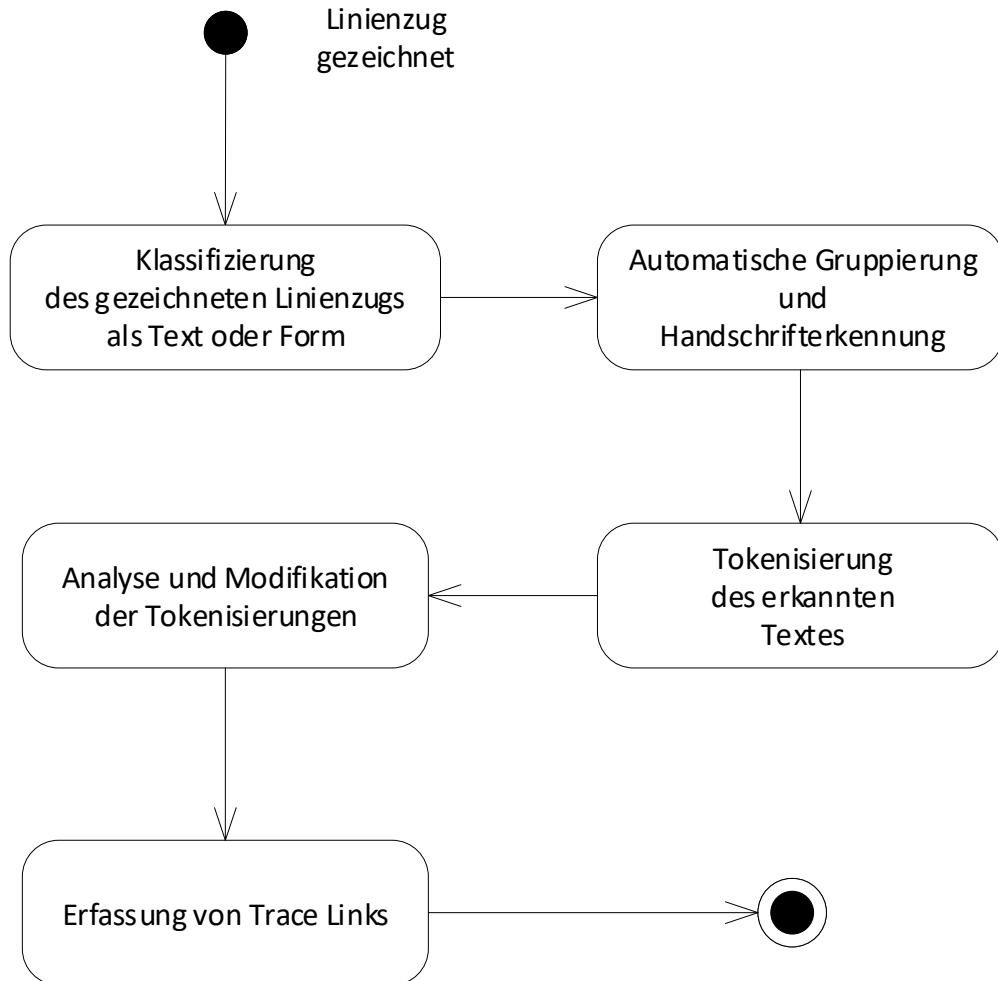 Linienzug
gezeichnet
Klassifizierung
des gezeichneten Linienzugs
als Text oder Form
Automatische Gruppierung
und
Handschrifterkennung
Tokenisierung
des erkannten
Textes
Analyse und Modifikation
der Tokenisierungen
Erfassung von Trace Links